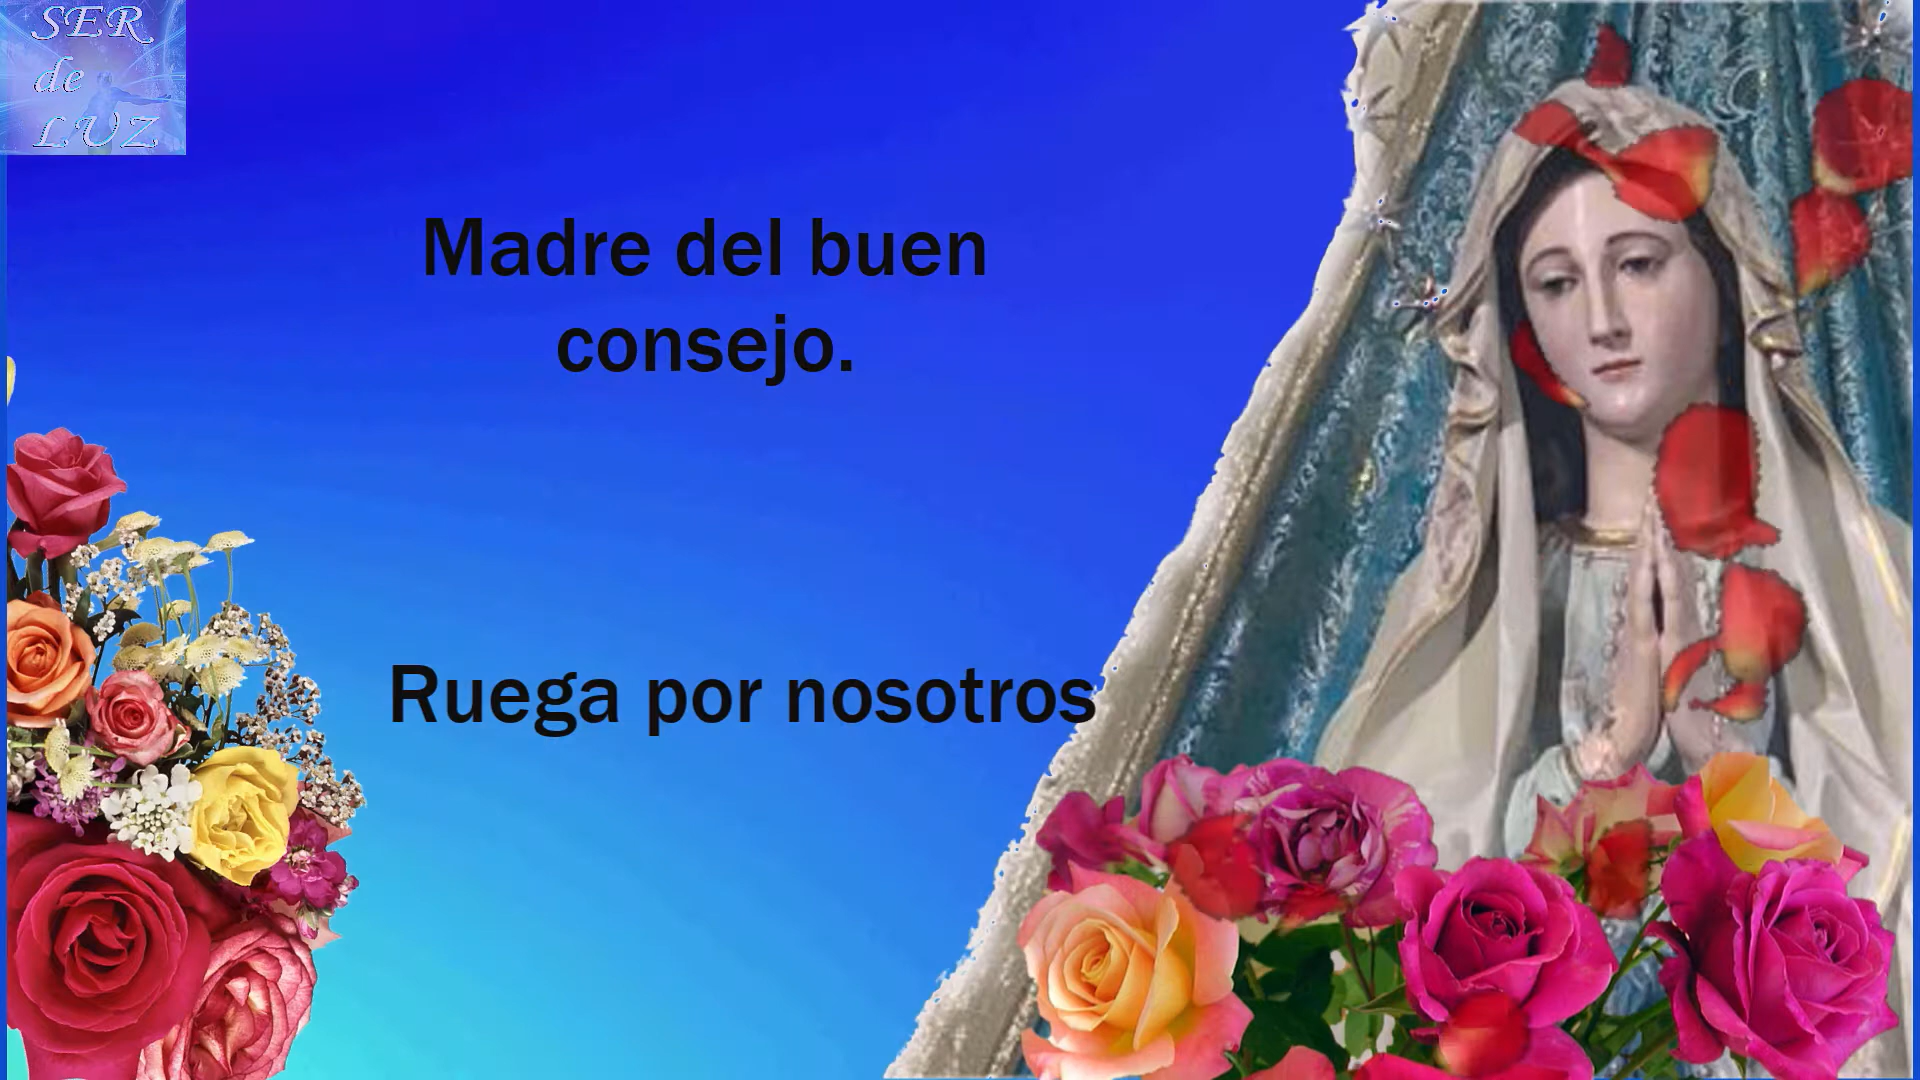 SER
de
LUZ
Madre del buen
consejo.
Ruega por nosotros